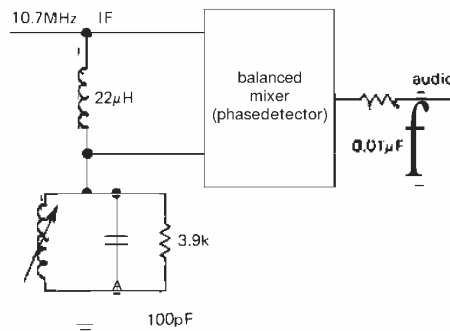 10.7MHz IF
22μH
balanced
mixer
(phasedetector)
audio
0.01μF
3.9k
100pF